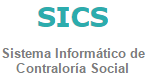 SICS
Sistema Informático de
Contraloría Social